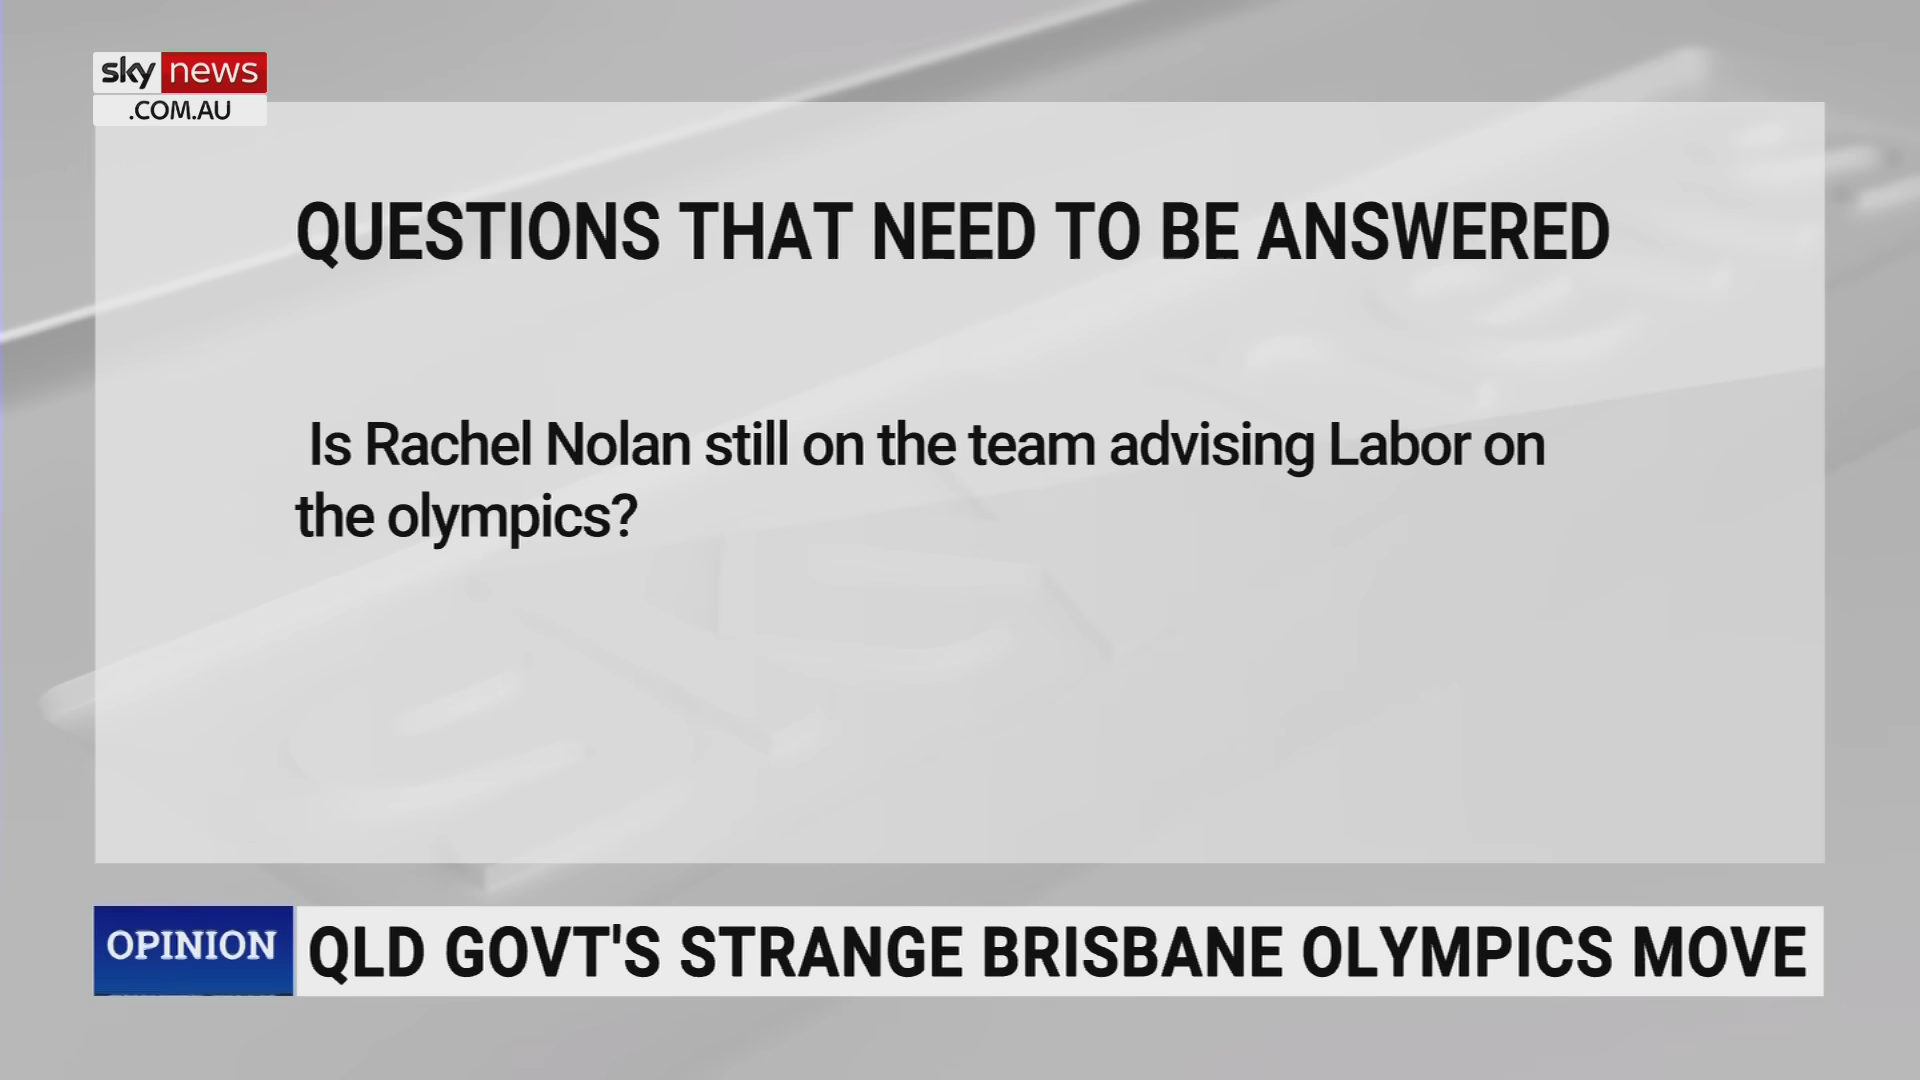 sky news
.COM.AU
QUESTIONS THAT NEED TO BE ANSWERED
Is Rachel Nolan still on the team advising Labor on
the olympics?
OPINION
QLD GOVT'S STRANGE BRISBANE OLYMPICS MOVE